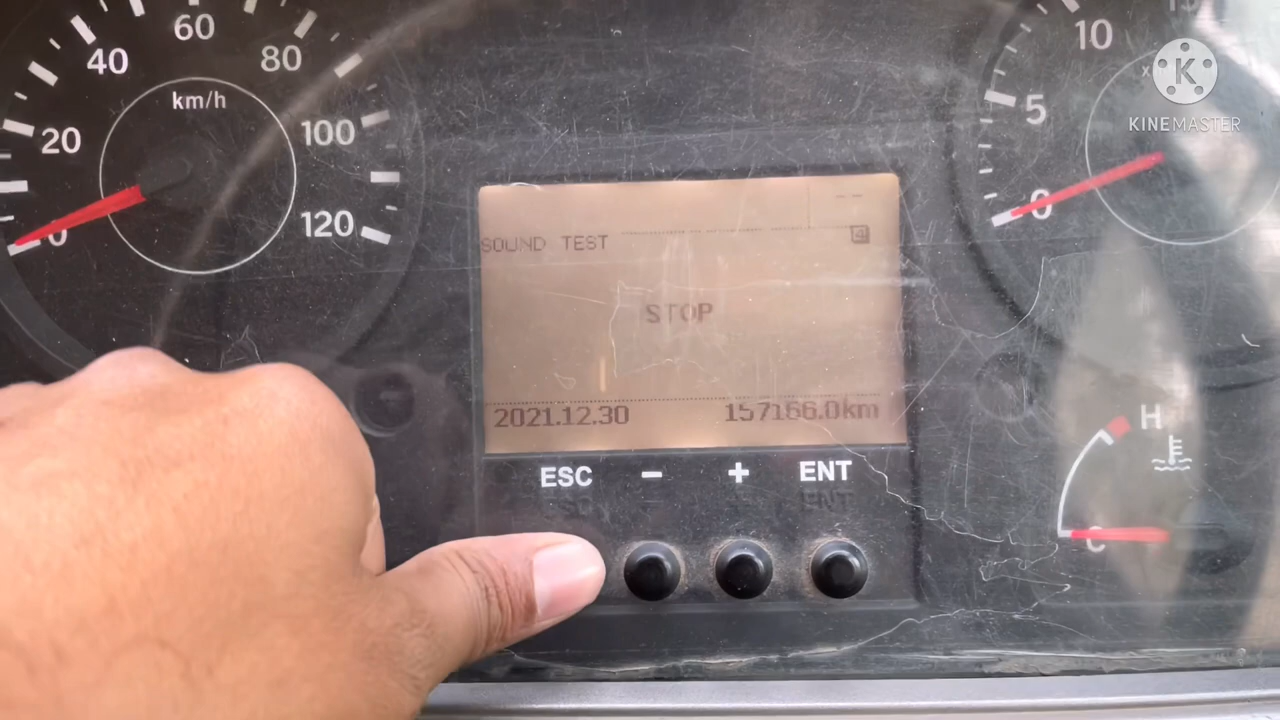 60
40
80
km/h
20
100
0
120
10
5
0
K
KINEMASTER
-- 
SOUND TEST
4
STOP
2021.12.30 157166.0km
ESC - + ENT
H
C